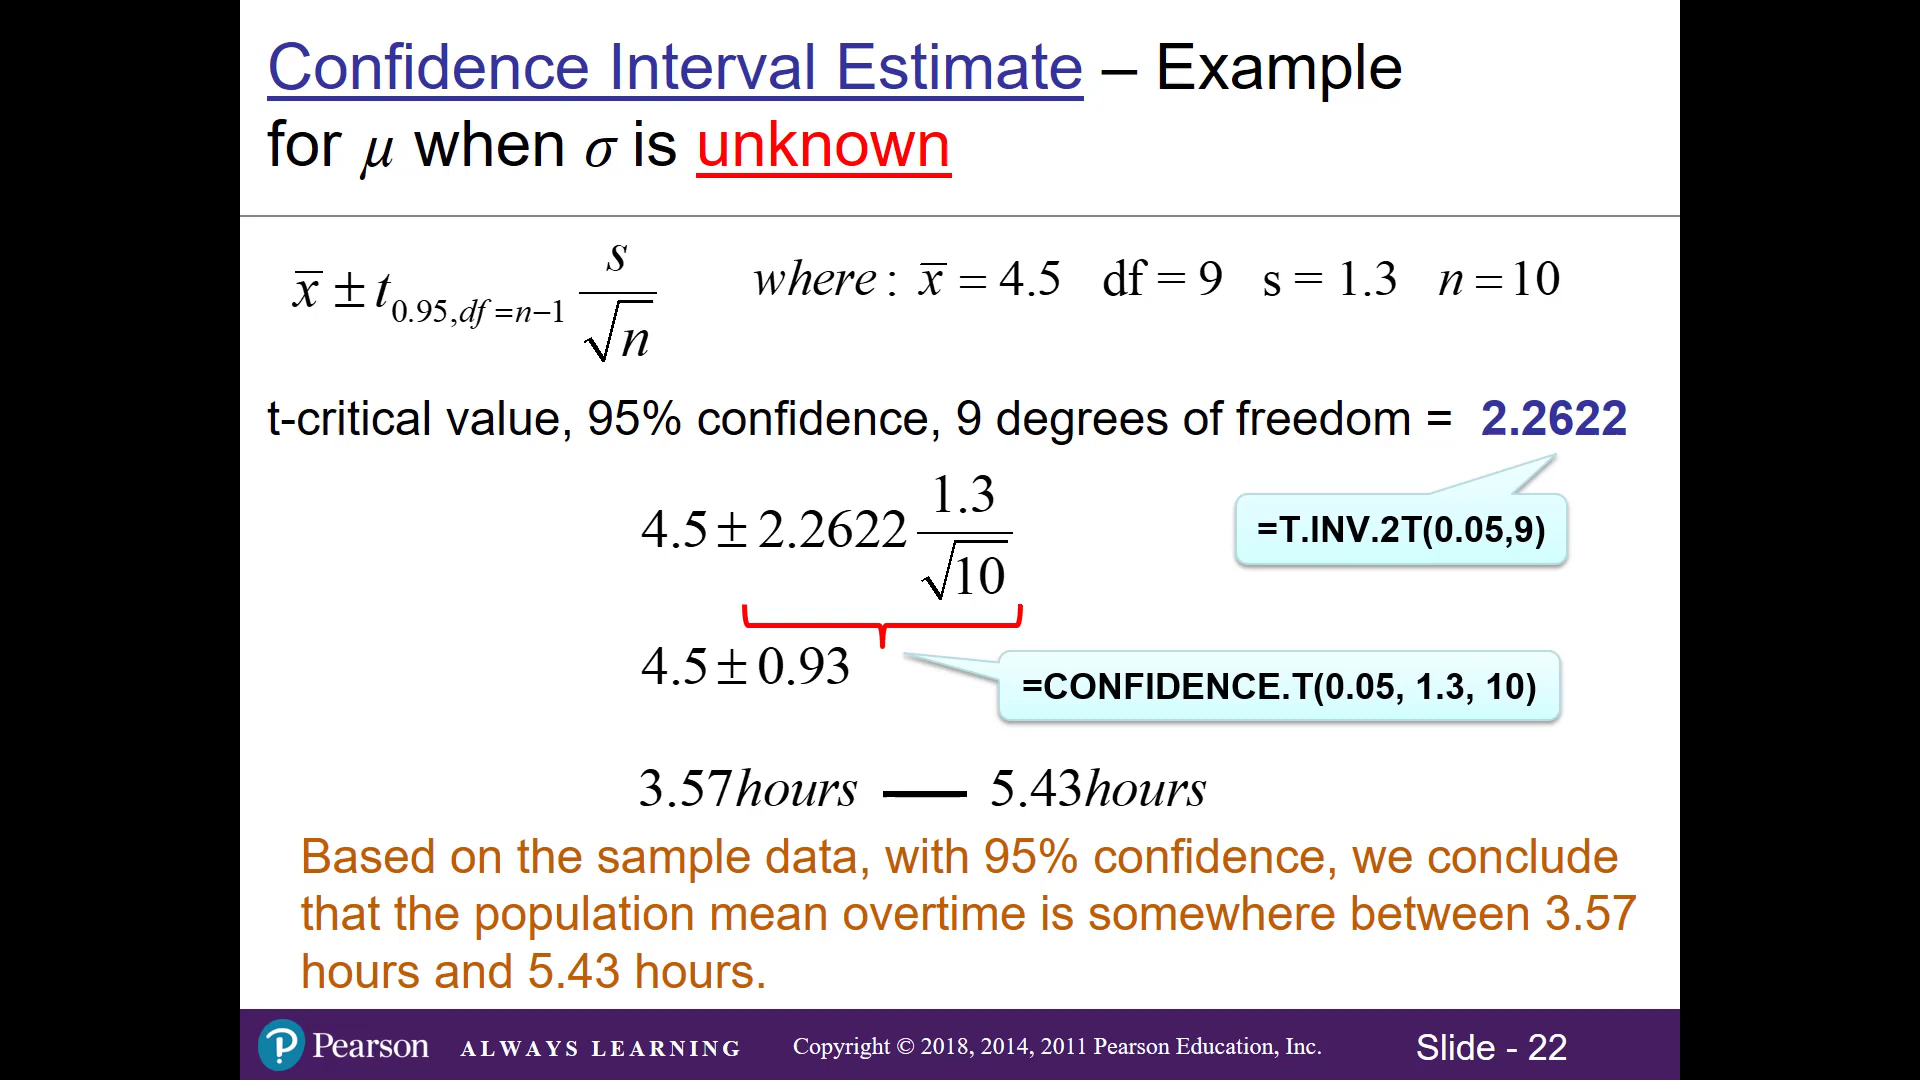 Confidence Interval Estimate – Example
for μ when σ is unknown
x̄ ± t0.95,df=n−1 s/√n where: x̄ = 4.5 df = 9 s = 1.3 n = 10
t-critical value, 95% confidence, 9 degrees of freedom = 2.2622
4.5 ± 2.2622 1.3/√10
=T.INV.2T(0.05,9)
4.5 ± 0.93
=CONFIDENCE.T(0.05, 1.3, 10)
3.57hours — 5.43hours
Based on the sample data, with 95% confidence, we conclude
that the population mean overtime is somewhere between 3.57
hours and 5.43 hours.
Pearson ALWAYS LEARNING Copyright © 2018, 2014, 2011 Pearson Education, Inc. Slide - 22